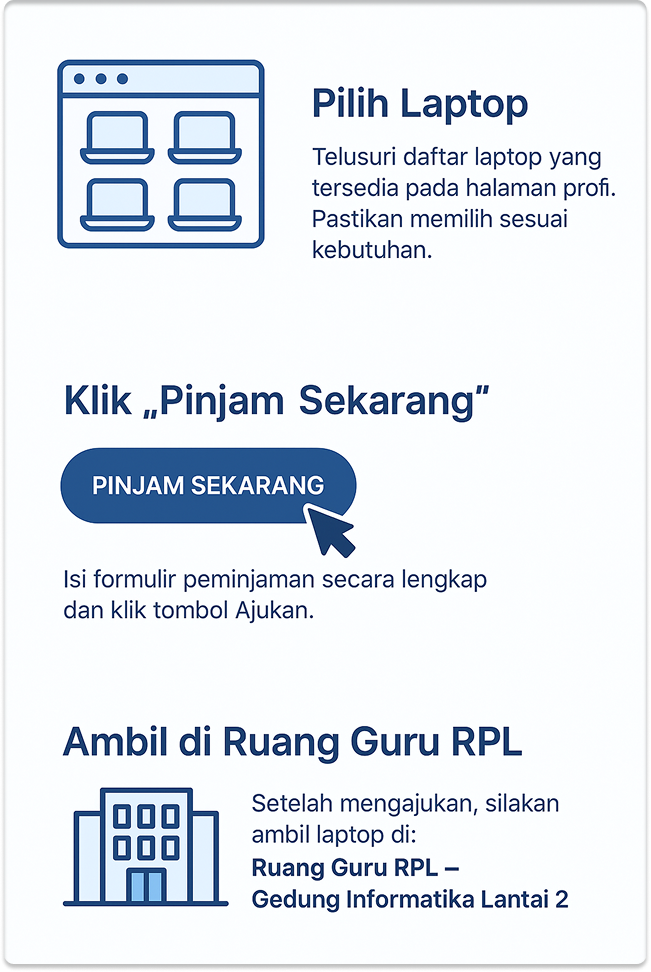 Pilih Laptop
Telusuri daftar laptop yang
tersedia pada halaman profi.
Pastikan memilih sesuai
kebutuhan.
Klik „Pinjam Sekarang”
PINJAM SEKARANG
Isi formulir peminjaman secara lengkap
dan klik tombol Ajukan.
Ambil di Ruang Guru RPL
Setelah mengajukan, silakan
ambil laptop di:
Ruang Guru RPL –
Gedung Informatika Lantai 2